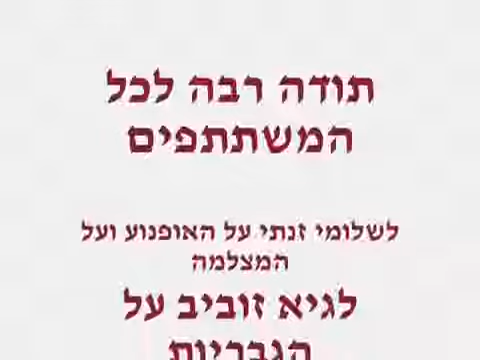 תודה רבה לכל
המשתתפים
לשלומי זנתי על האופנוע ועל
המצלמה
לגיא זוביב על
הגבריות